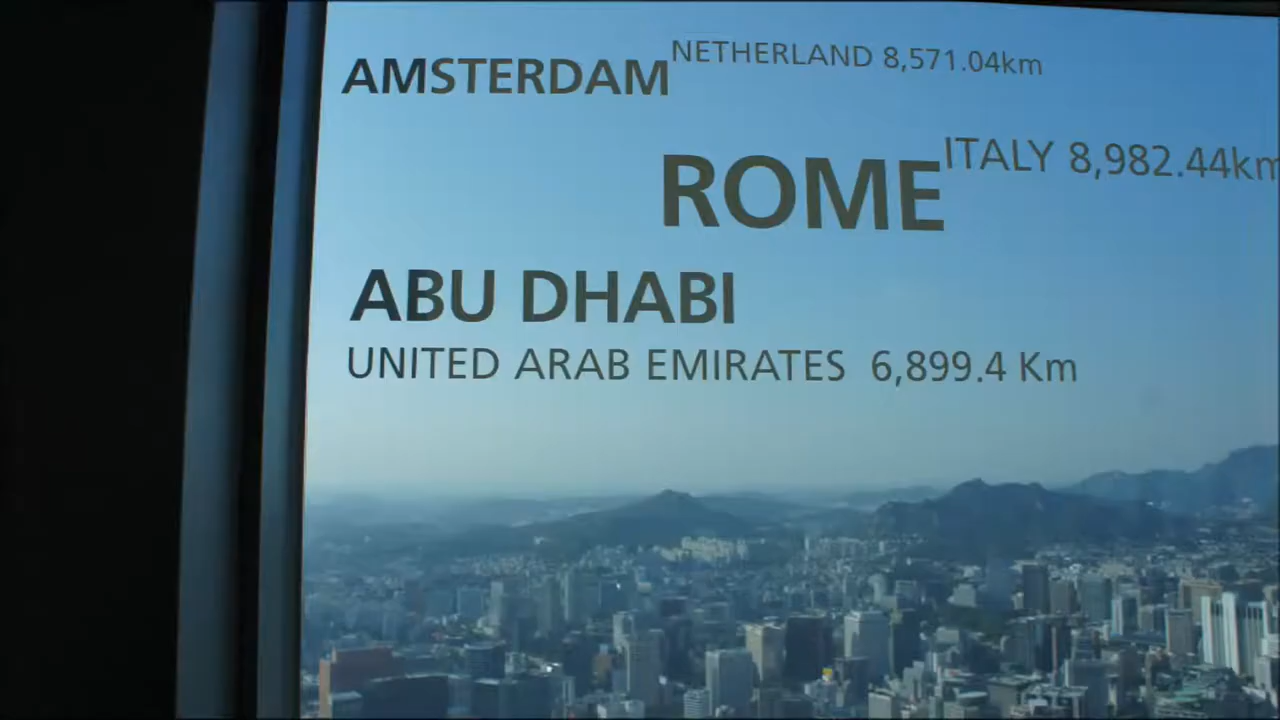 AMSTERDAM NETHERLAND 8,571.04km
ROME ITALY 8,982.44km
ABU DHABI
UNITED ARAB EMIRATES 6,899.4 Km